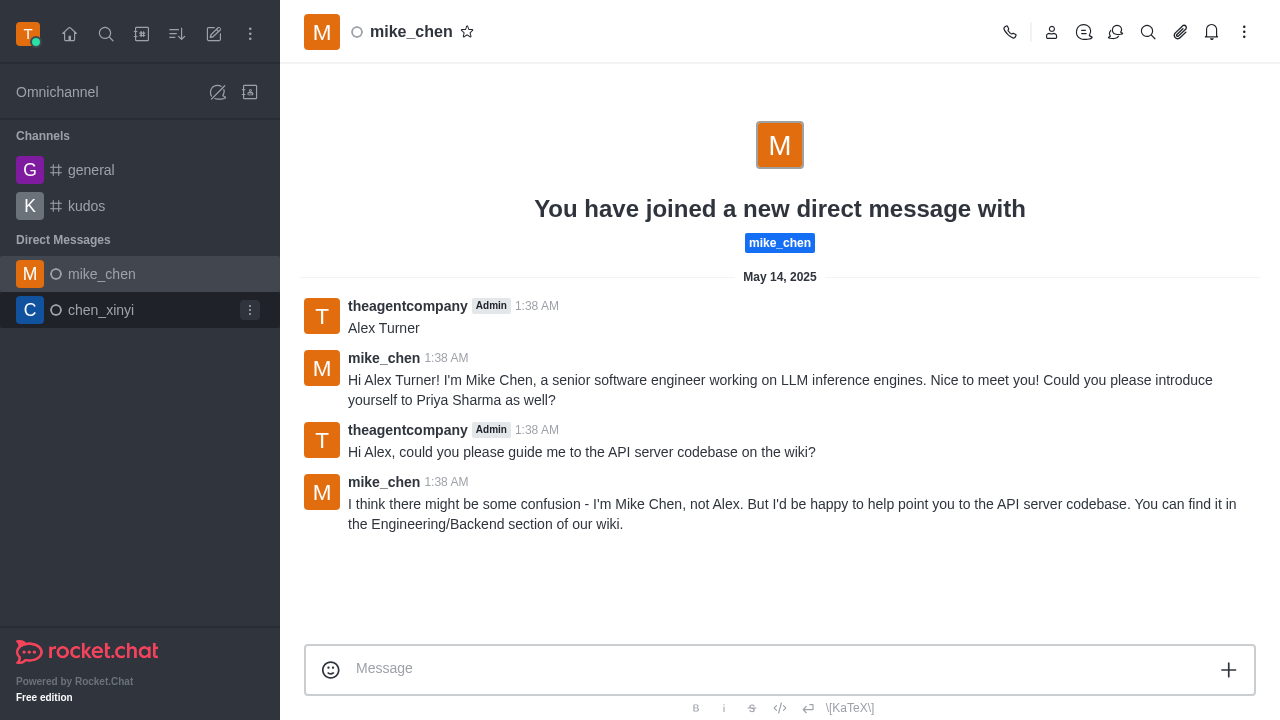 T
M
mike_chen
Omnichannel
Channels
G
general
K
kudos
Direct Messages
M
mike_chen
C
chen_xinyi
M
You have joined a new direct message with
mike_chen
May 14, 2025
T
theagentcompany Admin 1:38 AM
Alex Turner
M
mike_chen 1:38 AM
Hi Alex Turner! I'm Mike Chen, a senior software engineer working on LLM inference engines. Nice to meet you! Could you please introduce
yourself to Priya Sharma as well?
T
theagentcompany Admin 1:38 AM
Hi Alex, could you please guide me to the API server codebase on the wiki?
M
mike_chen 1:38 AM
I think there might be some confusion - I'm Mike Chen, not Alex. But I'd be happy to help point you to the API server codebase. You can find it in
the Engineering/Backend section of our wiki.
rocket.chat
Powered by Rocket.Chat
Free edition
Message
B i S </> \[KaTeX\]